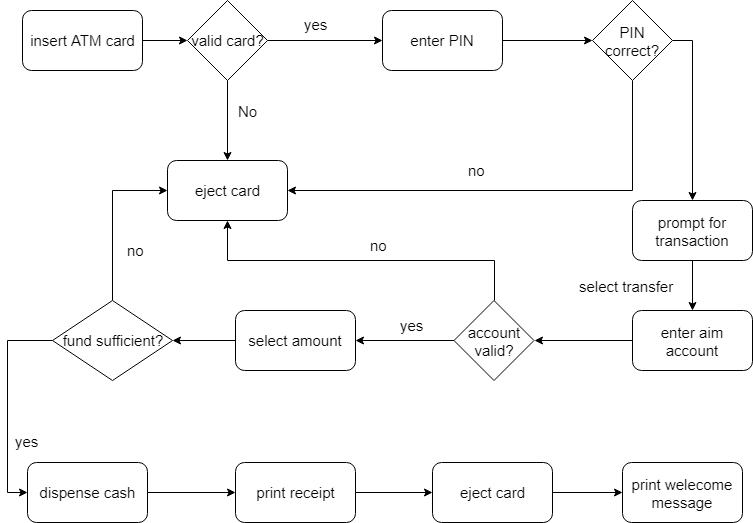 insert ATM card
valid card?
yes
enter PIN
PIN
correct?
No
no
eject card
prompt for
transaction
no
no
select transfer
fund sufficient?
select amount
yes
account
valid?
enter aim
account
yes
dispense cash
print receipt
eject card
print welecome
message